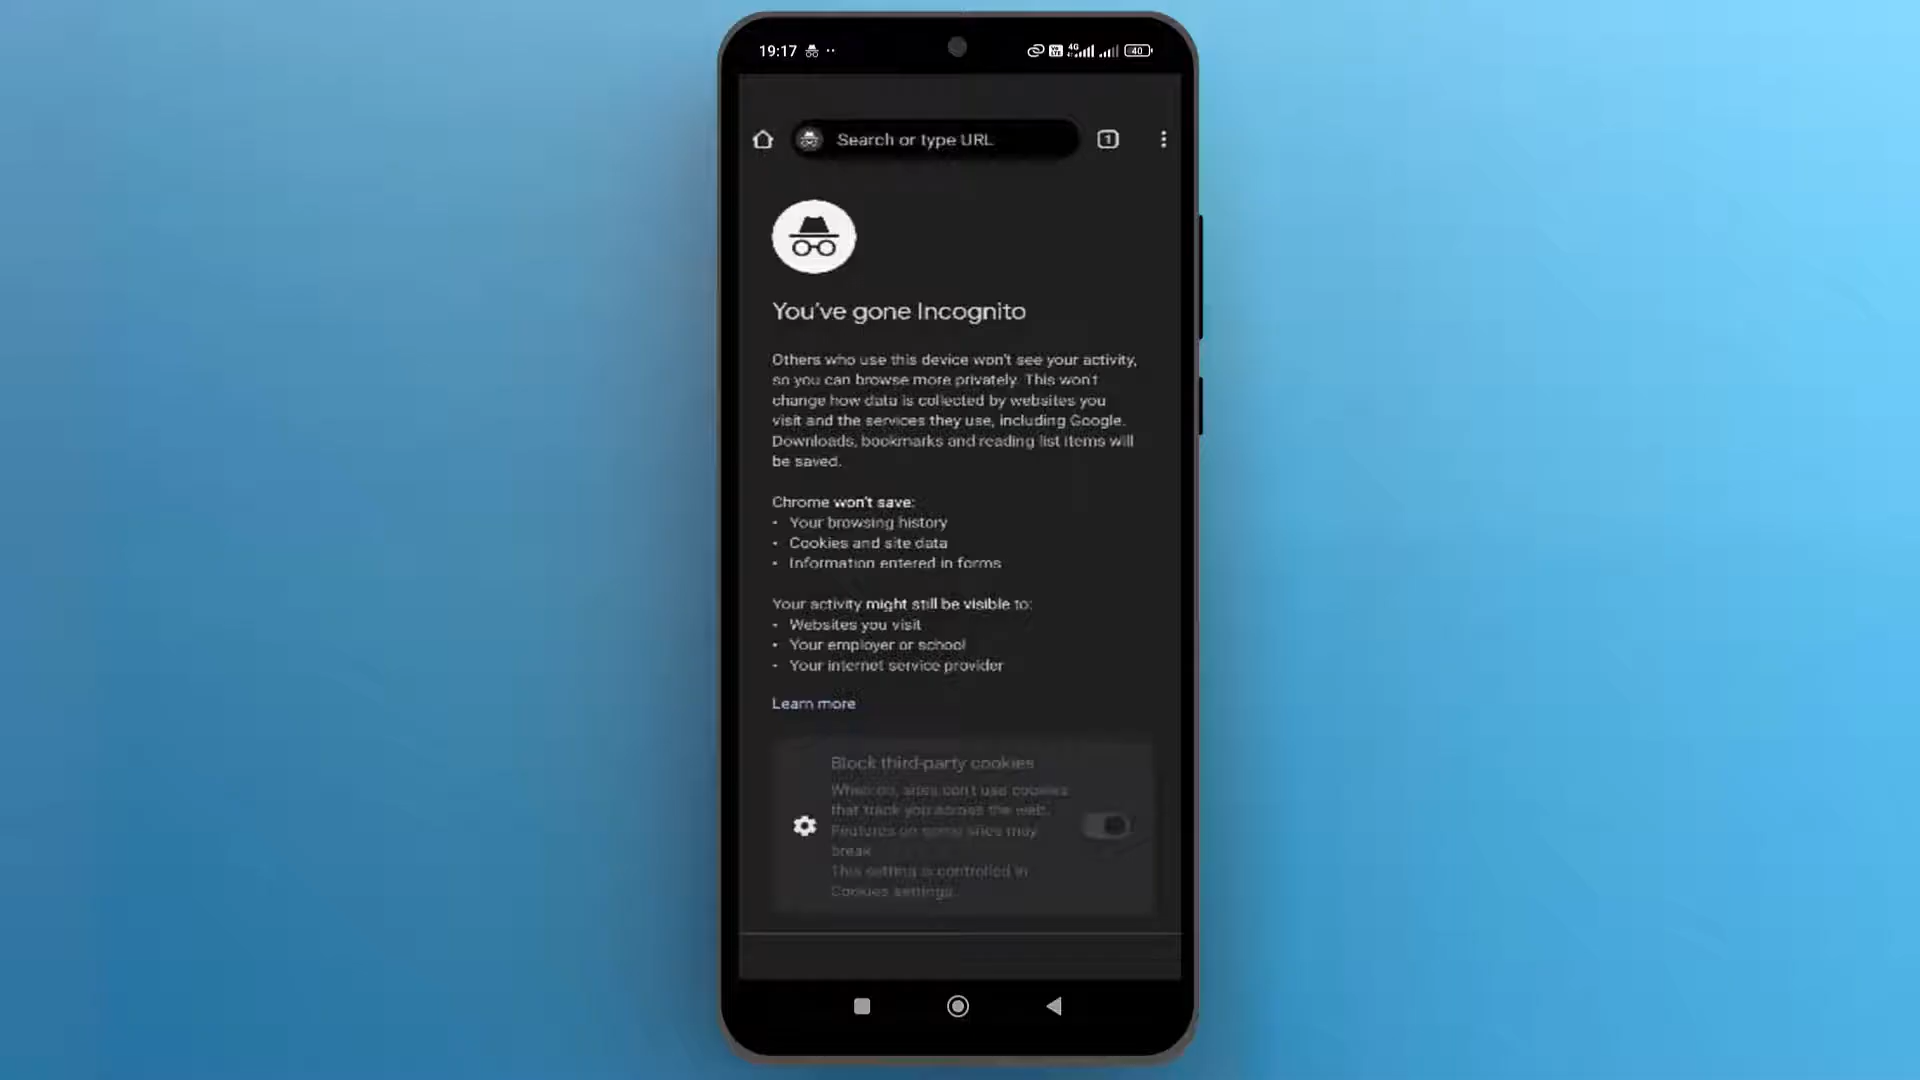 19:17
4G
40
Search or type URL
1
You've gone Incognito
Others who use this device won't see your activity,
so you can browse more privately. This won't
change how data is collected by websites you
visit and the services they use, including Google.
Downloads, bookmarks and reading list items will
be saved.
Chrome won't save:
• Your browsing history
• Cookies and site data
• Information entered in forms
Your activity might still be visible to:
• Websites you visit
• Your employer or school
• Your internet service provider
Learn more
Block third-party cookies
When on, sites can't use cookies
that track you across the web.
Features on some sites may
break
This setting is controlled in
Cookies settings.